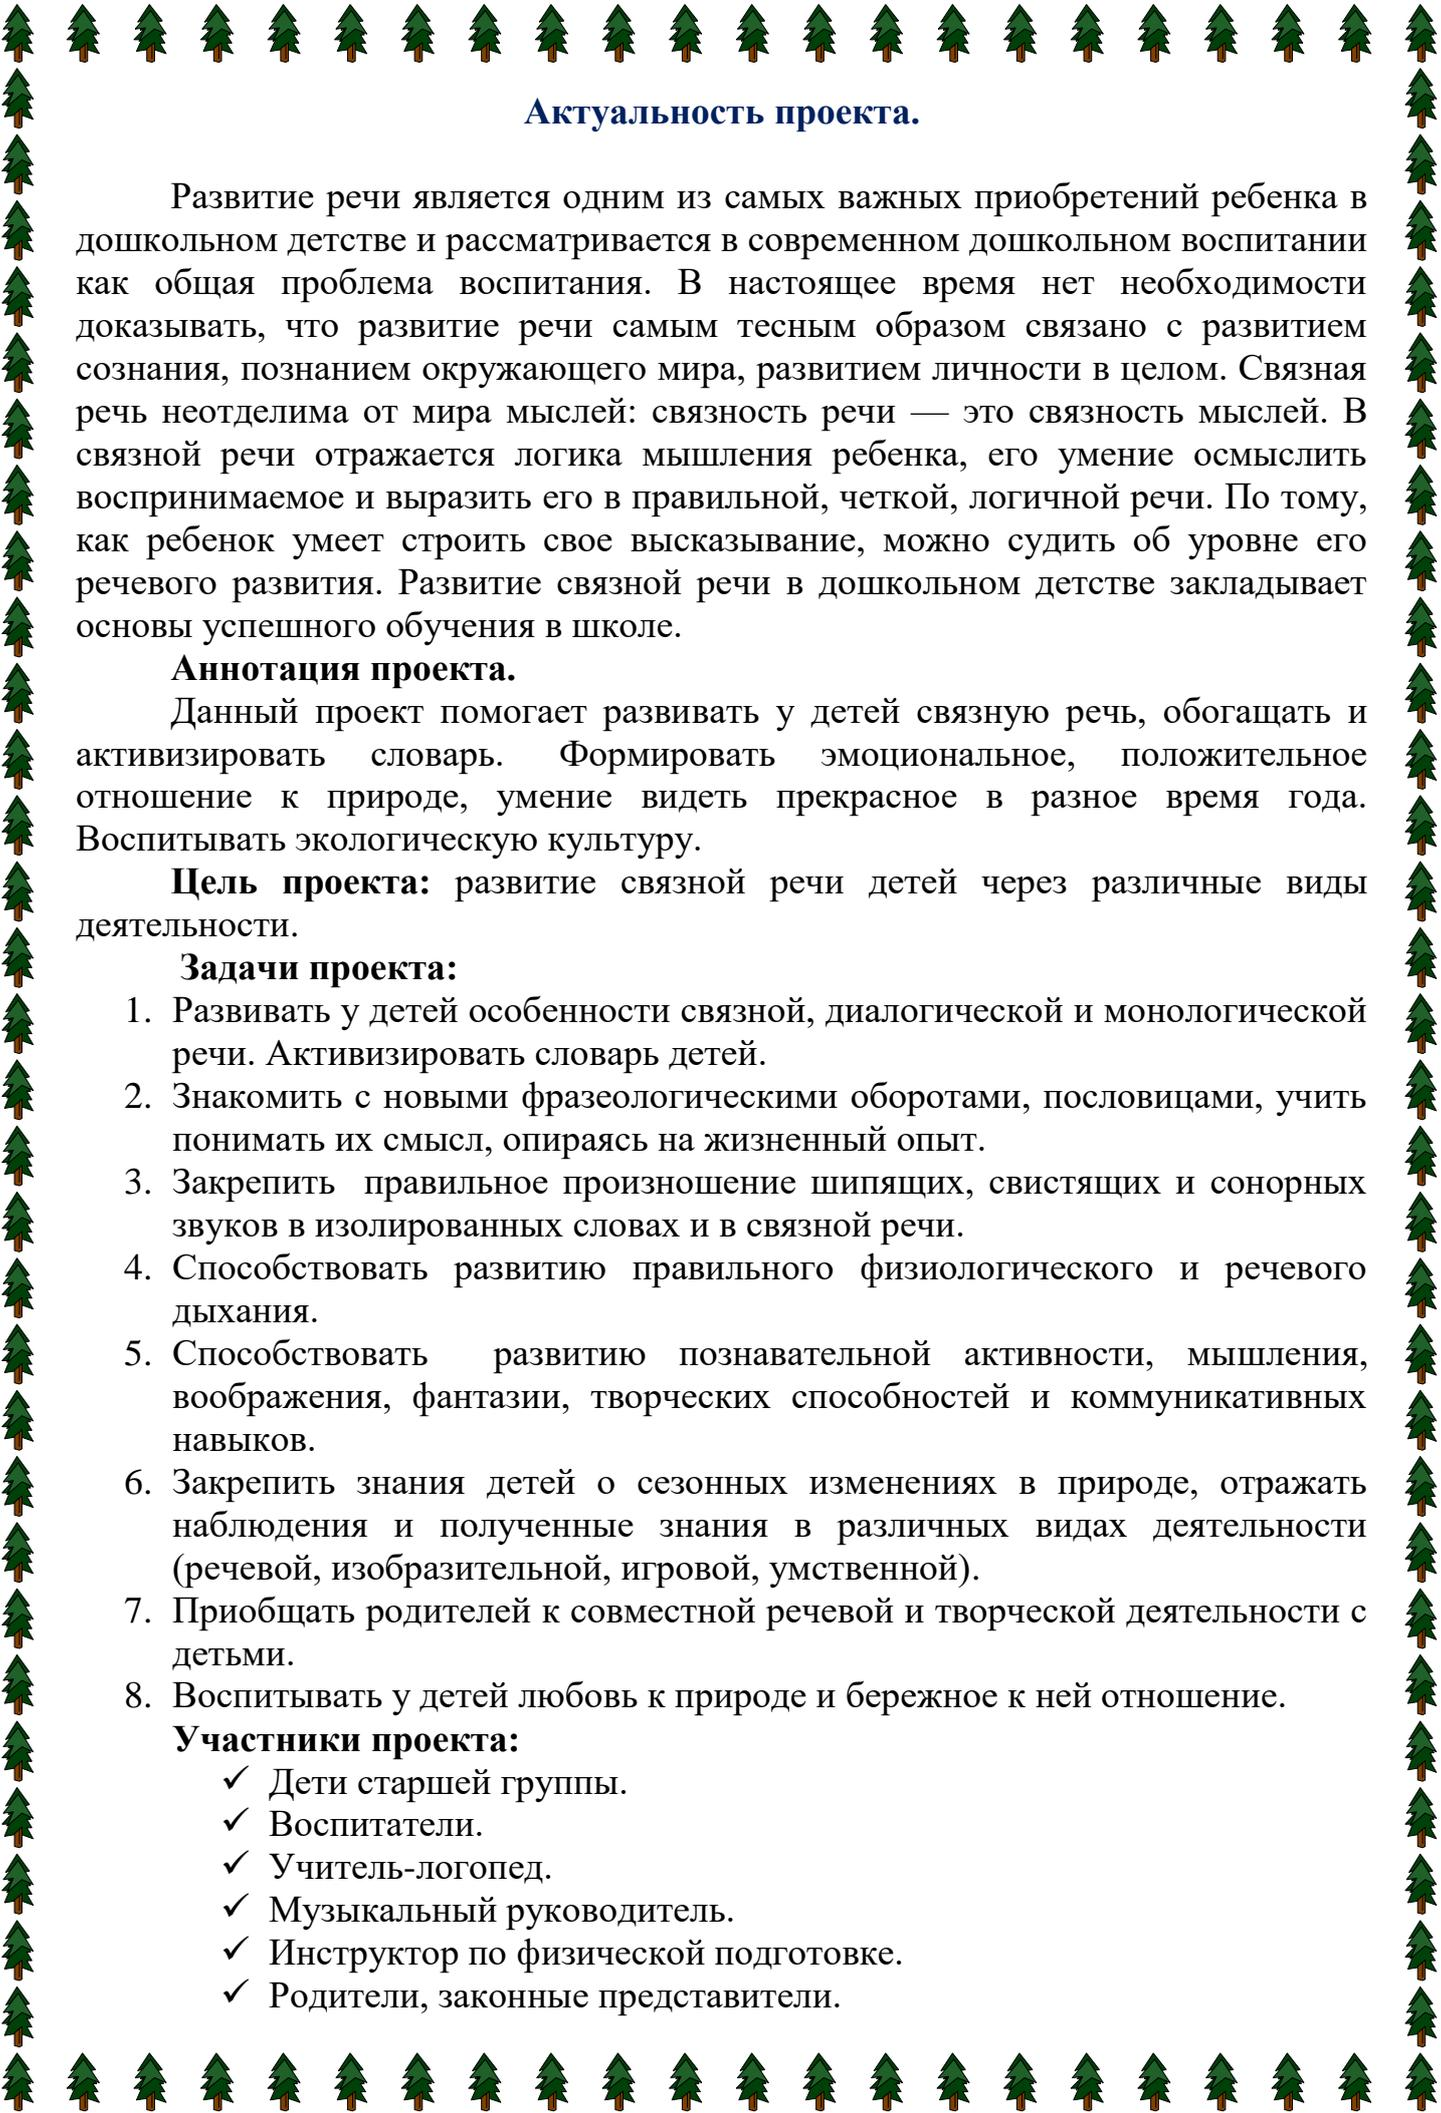 Актуальность проекта.
Развитие речи является одним из самых важных приобретений ребенка в
дошкольном детстве и рассматривается в современном дошкольном воспитании
как общая проблема воспитания. В настоящее время нет необходимости
доказывать, что развитие речи самым тесным образом связано с развитием
сознания, познанием окружающего мира, развитием личности в целом. Связная
речь неотделима от мира мыслей: связность речи — это связность мыслей. В
связной речи отражается логика мышления ребенка, его умение осмыслить
воспринимаемое и выразить его в правильной, четкой, логичной речи. По тому,
как ребенок умеет строить свое высказывание, можно судить об уровне его
речевого развития. Развитие связной речи в дошкольном детстве закладывает
основы успешного обучения в школе.
Аннотация проекта.
Данный проект помогает развивать у детей связную речь, обогащать и
активизировать словарь. Формировать эмоциональное, положительное
отношение к природе, умение видеть прекрасное в разное время года.
Воспитывать экологическую культуру.
Цель проекта: развитие связной речи детей через различные виды
деятельности.
Задачи проекта:
1. Развивать у детей особенности связной, диалогической и монологической
речи. Активизировать словарь детей.
2. Знакомить с новыми фразеологическими оборотами, пословицами, учить
понимать их смысл, опираясь на жизненный опыт.
3. Закрепить правильное произношение шипящих, свистящих и сонорных
звуков в изолированных словах и в связной речи.
4. Способствовать развитию правильного физиологического и речевого
дыхания.
5. Способствовать развитию познавательной активности, мышления,
воображения, фантазии, творческих способностей и коммуникативных
навыков.
6. Закрепить знания детей о сезонных изменениях в природе, отражать
наблюдения и полученные знания в различных видах деятельности
(речевой, изобразительной, игровой, умственной).
7. Приобщать родителей к совместной речевой и творческой деятельности с
детьми.
8. Воспитывать у детей любовь к природе и бережное к ней отношение.
Участники проекта:
✓ Дети старшей группы.
✓ Воспитатели.
✓ Учитель-логопед.
✓ Музыкальный руководитель.
✓ Инструктор по физической подготовке.
✓ Родители, законные представители.